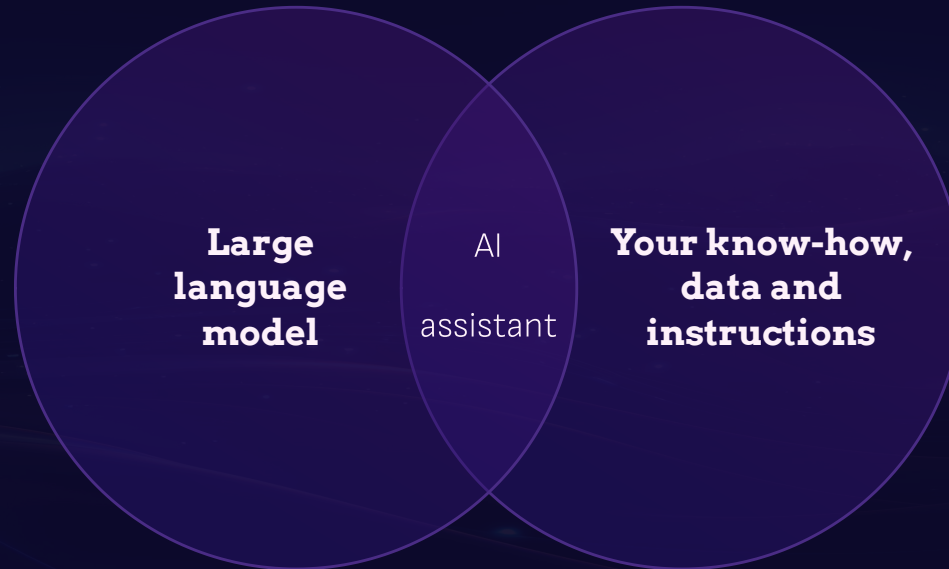 Large
language
model
AI
assistant
Your know-how,
data and
instructions